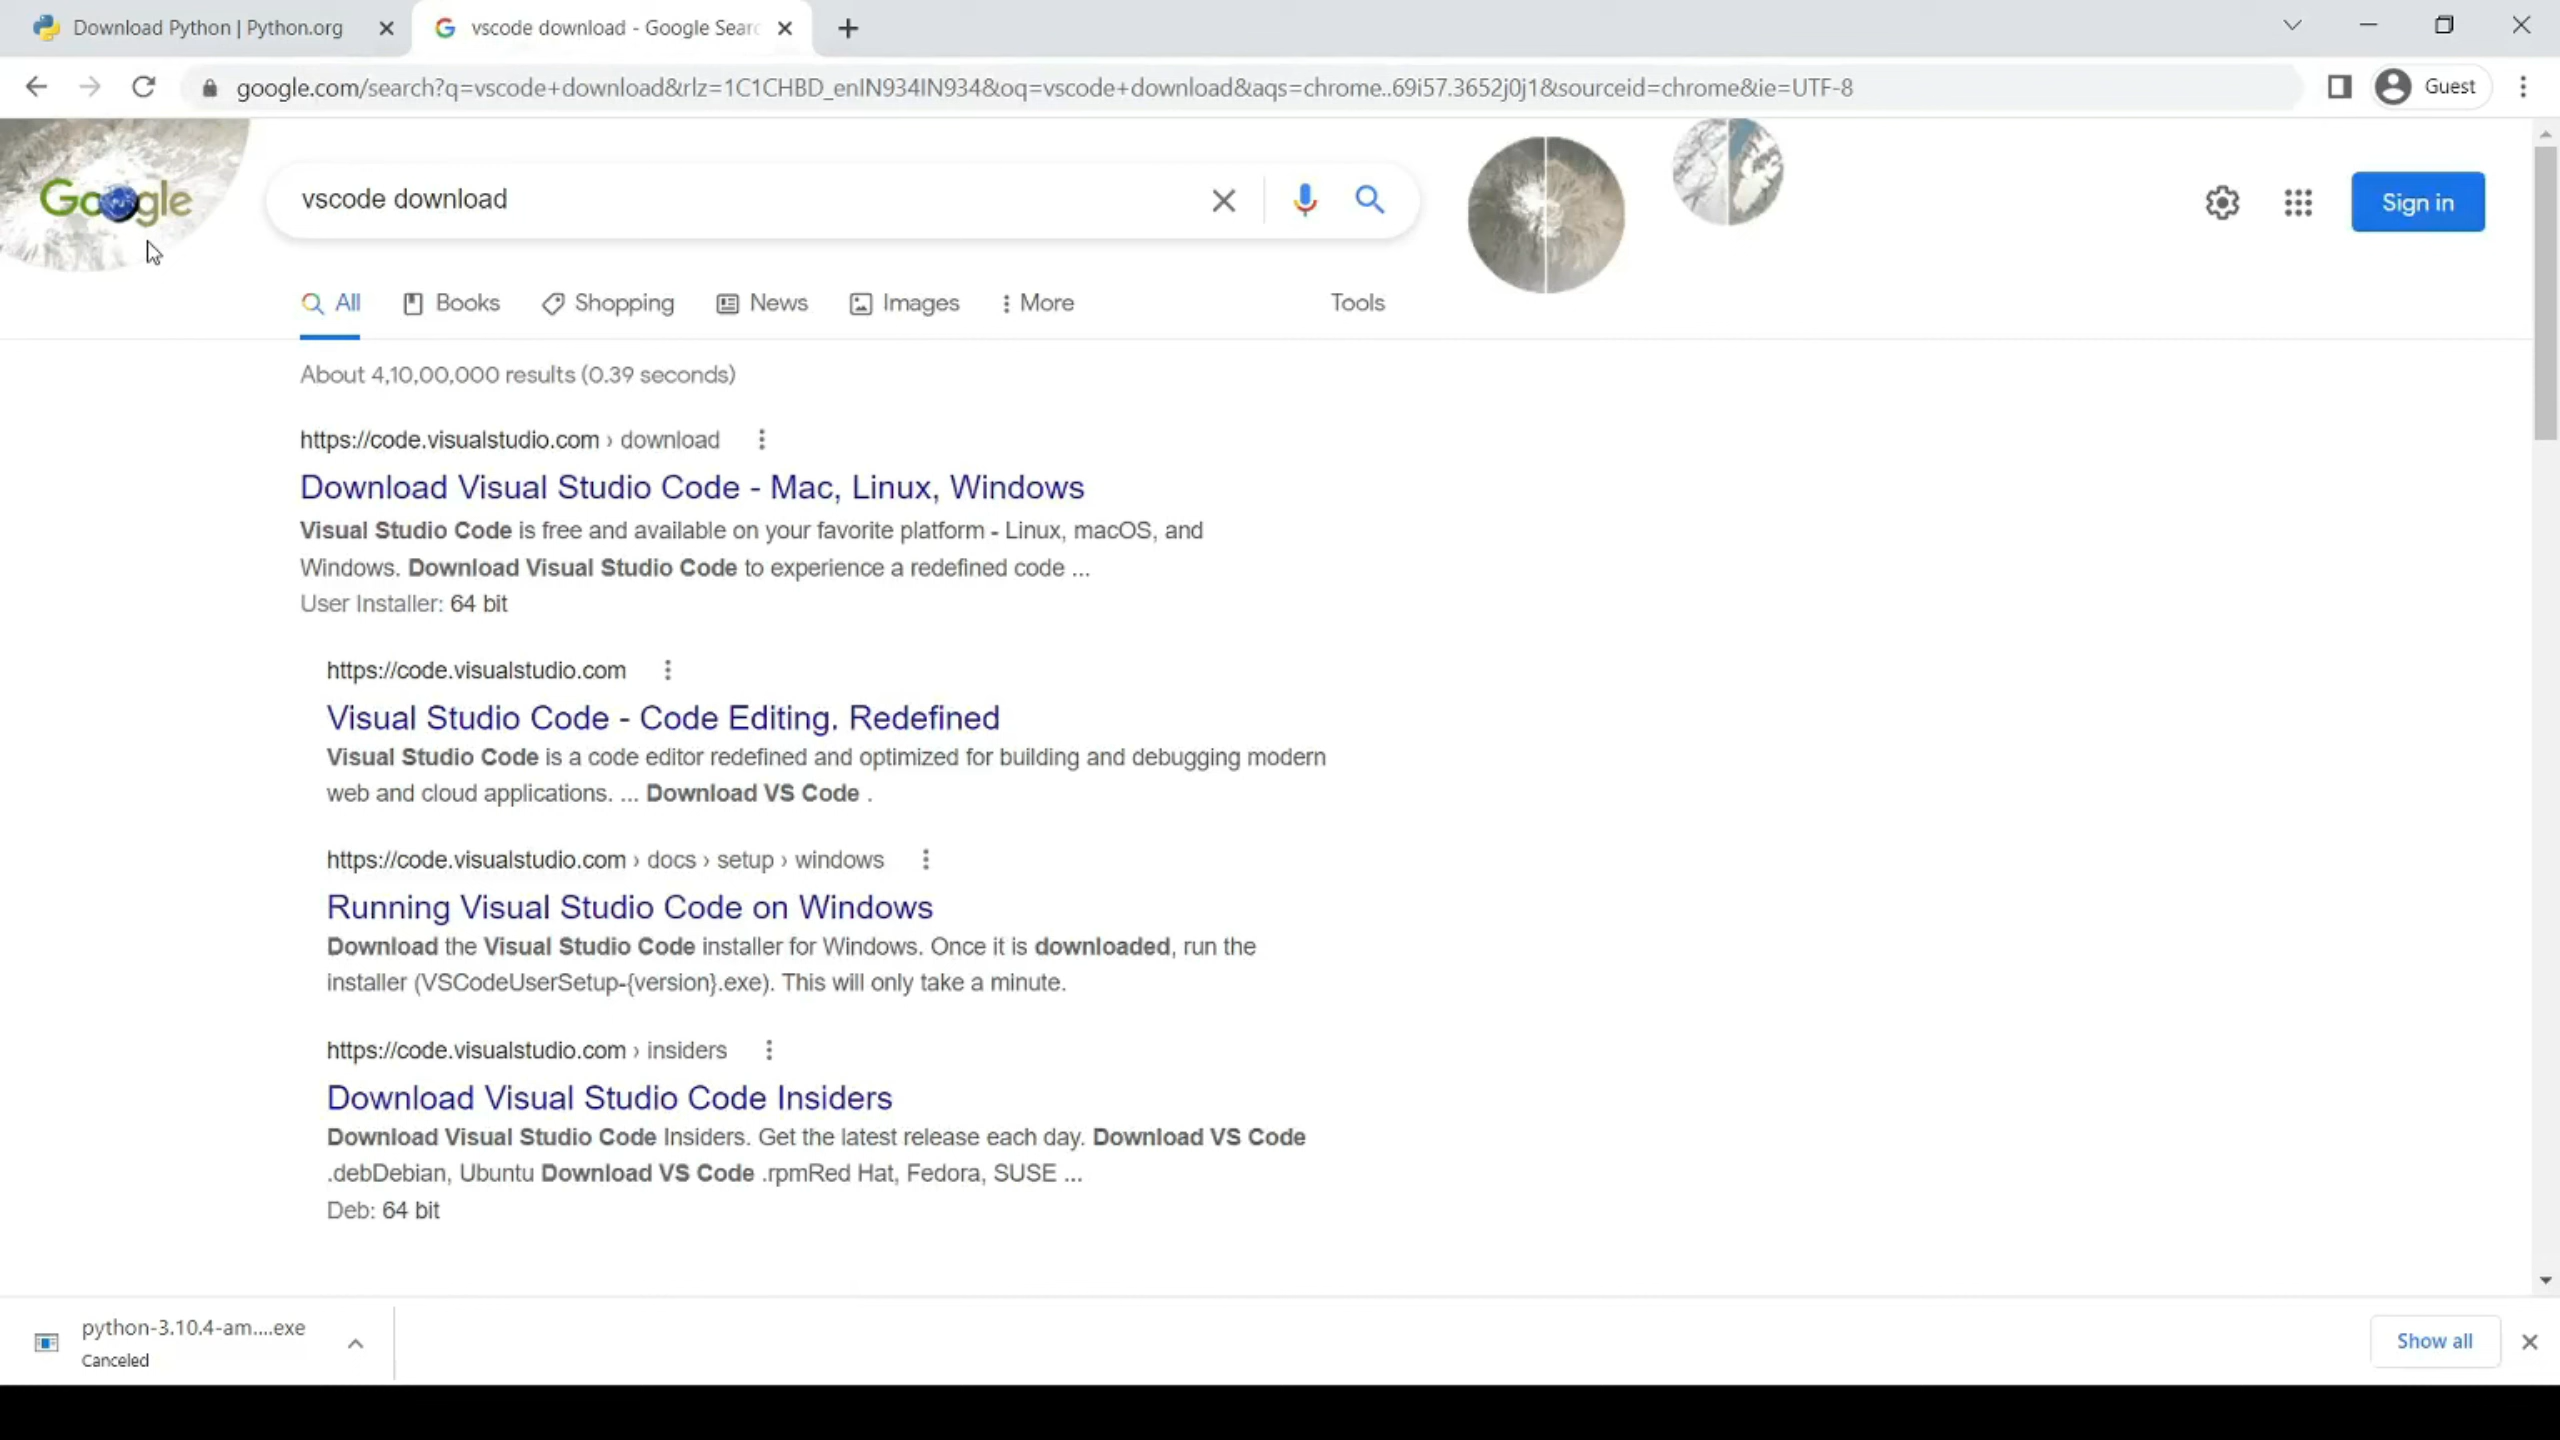 Download Python | Python.org
vscode download - Google Sear
google.com/search?q=vscode+download&rlz=1C1CHBD_enIN934IN934&oq=vscode+download&aqs=chrome..69i57.3652j0j1&sourceid=chrome&ie=UTF-8
Guest
Google
vscode download
Sign in
All
Books
Shopping
News
Images
More
Tools
About 4,10,00,000 results (0.39 seconds)
https://code.visualstudio.com › download
Download Visual Studio Code - Mac, Linux, Windows
Visual Studio Code is free and available on your favorite platform - Linux, macOS, and
Windows. Download Visual Studio Code to experience a redefined code ...
User Installer: 64 bit
https://code.visualstudio.com
Visual Studio Code - Code Editing. Redefined
Visual Studio Code is a code editor redefined and optimized for building and debugging modern
web and cloud applications. ... Download VS Code .
https://code.visualstudio.com › docs › setup › windows
Running Visual Studio Code on Windows
Download the Visual Studio Code installer for Windows. Once it is downloaded, run the
installer (VSCodeUserSetup-{version}.exe). This will only take a minute.
https://code.visualstudio.com › insiders
Download Visual Studio Code Insiders
Download Visual Studio Code Insiders. Get the latest release each day. Download VS Code
.debDebian, Ubuntu Download VS Code .rpmRed Hat, Fedora, SUSE ...
Deb: 64 bit
python-3.10.4-am....exe
Canceled
Show all